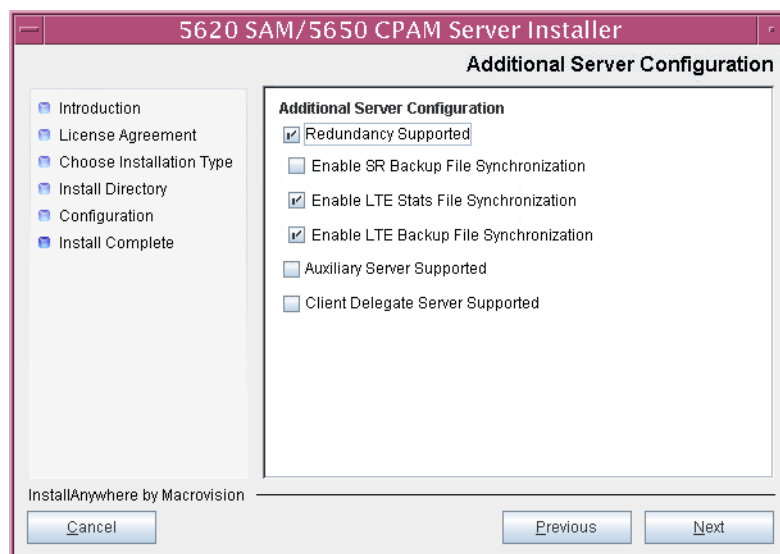 5620 SAM/5650 CPAM Server Installer
Additional Server Configuration
Introduction
License Agreement
Choose Installation Type
Install Directory
Configuration
Install Complete
Additional Server Configuration
Redundancy Supported
Enable SR Backup File Synchronization
Enable LTE Stats File Synchronization
Enable LTE Backup File Synchronization
Auxiliary Server Supported
Client Delegate Server Supported
InstallAnywhere by Macrovision
Cancel
Previous
Next